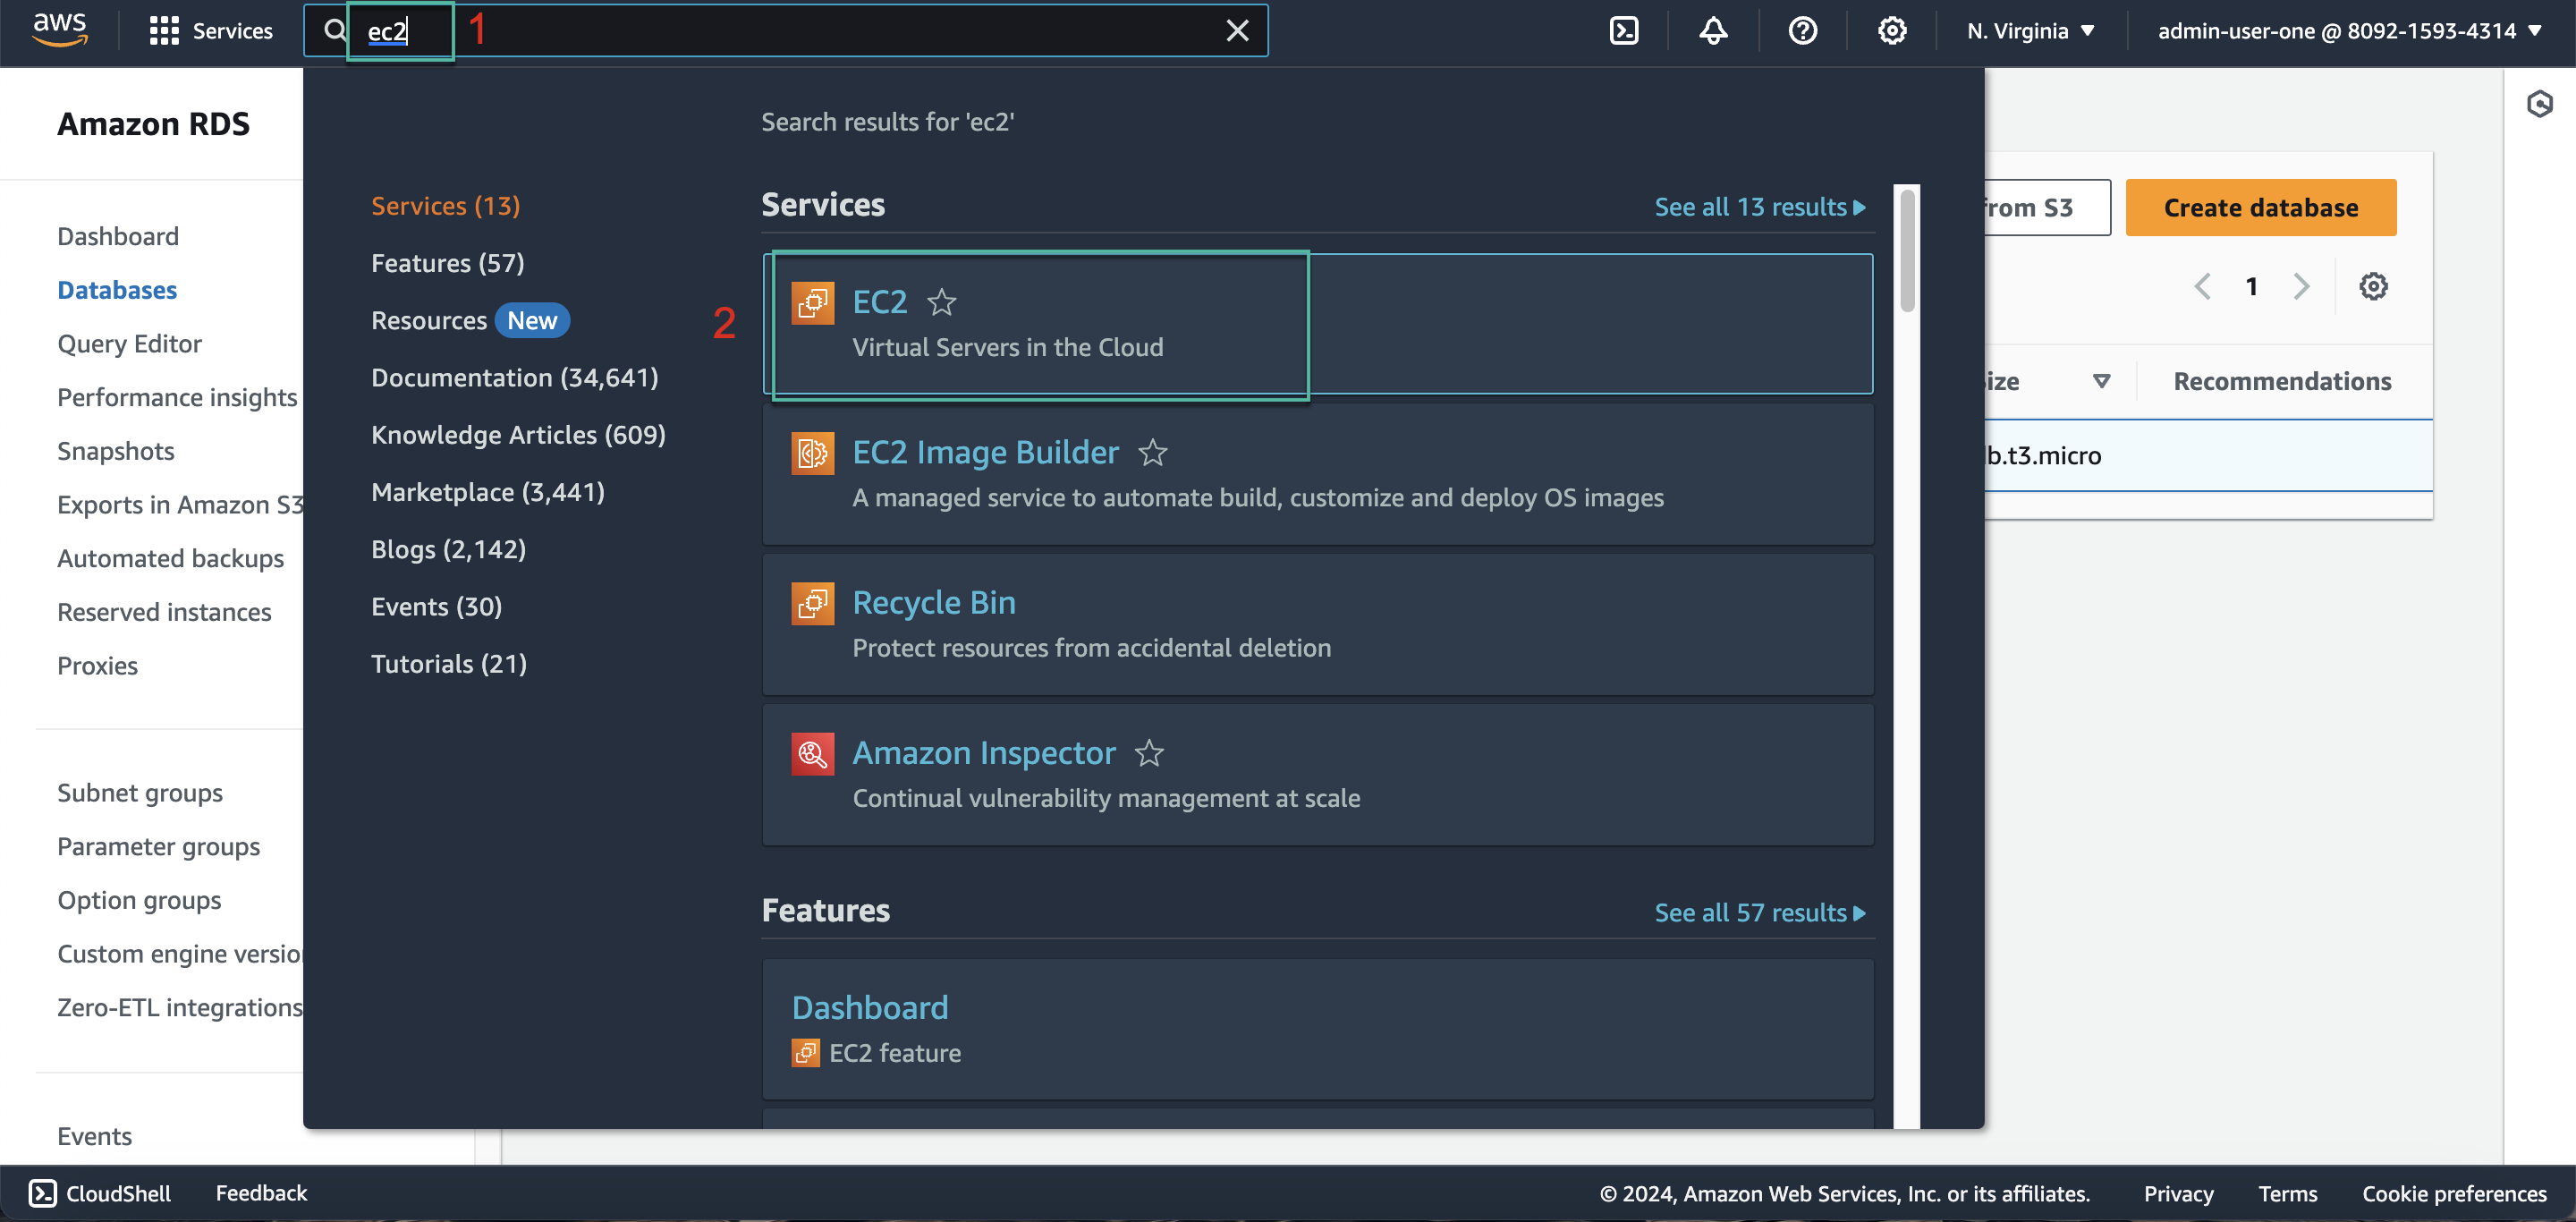 aws
Services
ec2
1
N. Virginia
admin-user-one @ 8092-1593-4314
Amazon RDS
Dashboard
Databases
Query Editor
Performance insights
Snapshots
Exports in Amazon S3
Automated backups
Reserved instances
Proxies
Subnet groups
Parameter groups
Option groups
Custom engine version
Zero-ETL integrations
Events
Search results for 'ec2'
Services (13)
Features (57)
Resources New
Documentation (34,641)
Knowledge Articles (609)
Marketplace (3,441)
Blogs (2,142)
Events (30)
Tutorials (21)
Services
See all 13 results
2
EC2
Virtual Servers in the Cloud
EC2 Image Builder
A managed service to automate build, customize and deploy OS images
Recycle Bin
Protect resources from accidental deletion
Amazon Inspector
Continual vulnerability management at scale
Features
See all 57 results
Dashboard
EC2 feature
from S3
Create database
1
ize
Recommendations
b.t3.micro
CloudShell
Feedback
© 2024, Amazon Web Services, Inc. or its affiliates.
Privacy
Terms
Cookie preferences